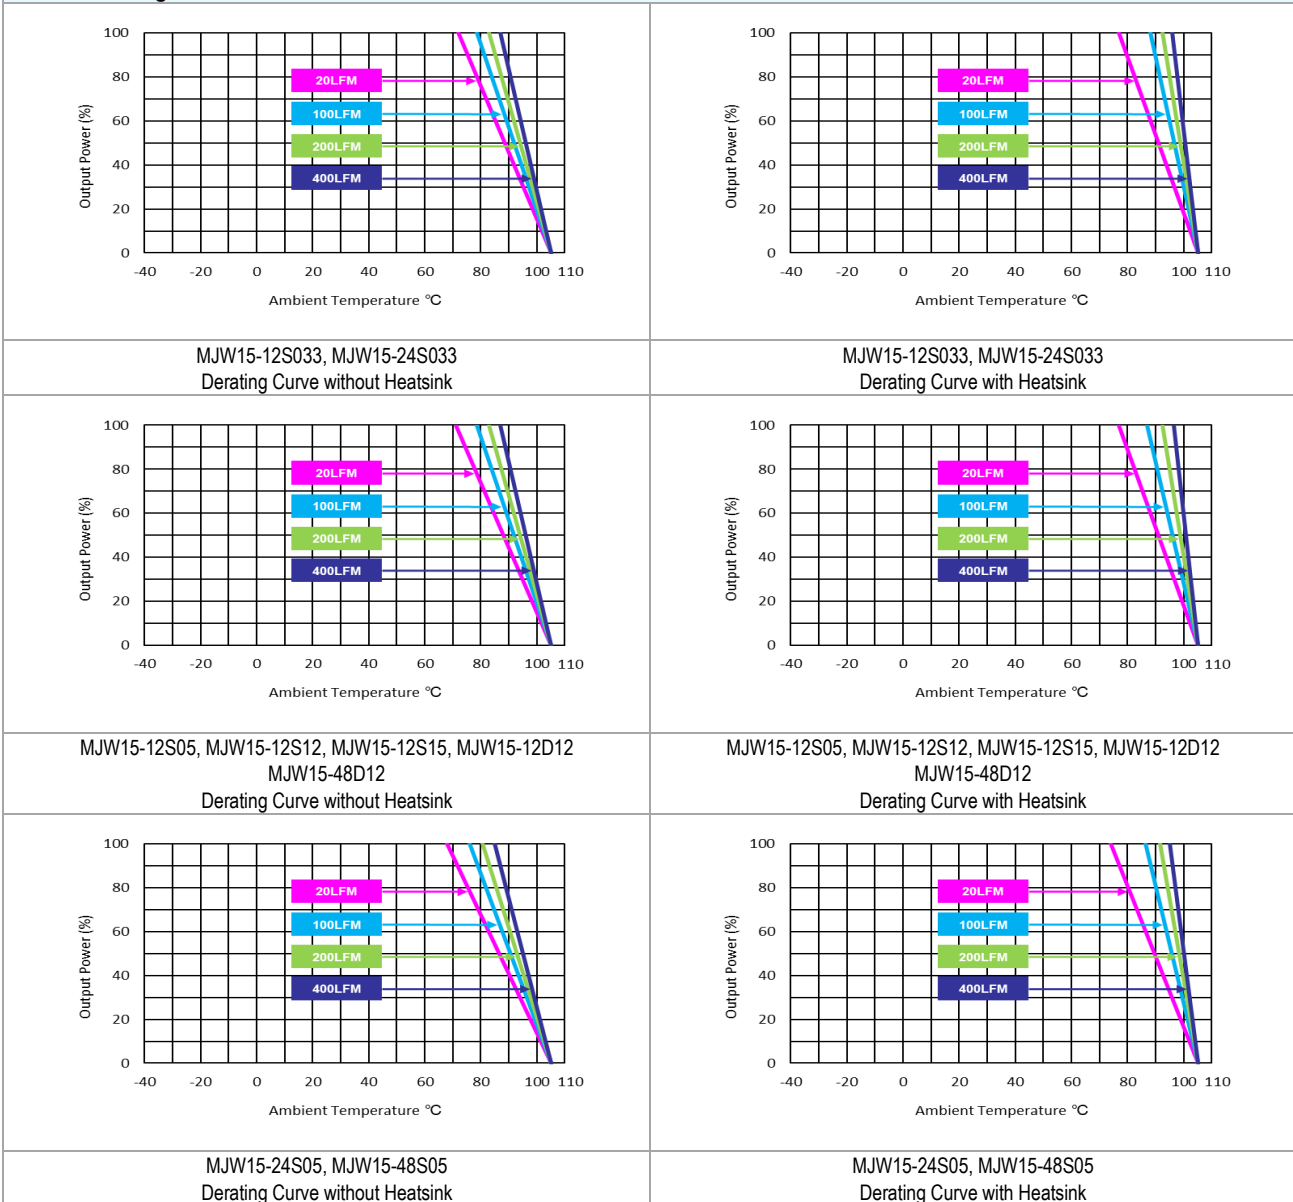 100
80
60
40
20
0
Output Power (%)
20LFM
100LFM
200LFM
400LFM
-40 -20 0 20 40 60 80 100 110
Ambient Temperature ℃
MJW15-12S033, MJW15-24S033
Derating Curve without Heatsink
100
80
60
40
20
0
Output Power (%)
20LFM
100LFM
200LFM
400LFM
-40 -20 0 20 40 60 80 100 110
Ambient Temperature ℃
MJW15-12S033, MJW15-24S033
Derating Curve with Heatsink
100
80
60
40
20
0
Output Power (%)
20LFM
100LFM
200LFM
400LFM
-40 -20 0 20 40 60 80 100 110
Ambient Temperature ℃
MJW15-12S05, MJW15-12S12, MJW15-12S15, MJW15-12D12
MJW15-48D12
Derating Curve without Heatsink
100
80
60
40
20
0
Output Power (%)
20LFM
100LFM
200LFM
400LFM
-40 -20 0 20 40 60 80 100 110
Ambient Temperature ℃
MJW15-12S05, MJW15-12S12, MJW15-12S15, MJW15-12D12
MJW15-48D12
Derating Curve with Heatsink
100
80
60
40
20
0
Output Power (%)
20LFM
100LFM
200LFM
400LFM
-40 -20 0 20 40 60 80 100 110
Ambient Temperature ℃
MJW15-24S05, MJW15-48S05
Derating Curve without Heatsink
100
80
60
40
20
0
Output Power (%)
20LFM
100LFM
200LFM
400LFM
-40 -20 0 20 40 60 80 100 110
Ambient Temperature ℃
MJW15-24S05, MJW15-48S05
Derating Curve with Heatsink